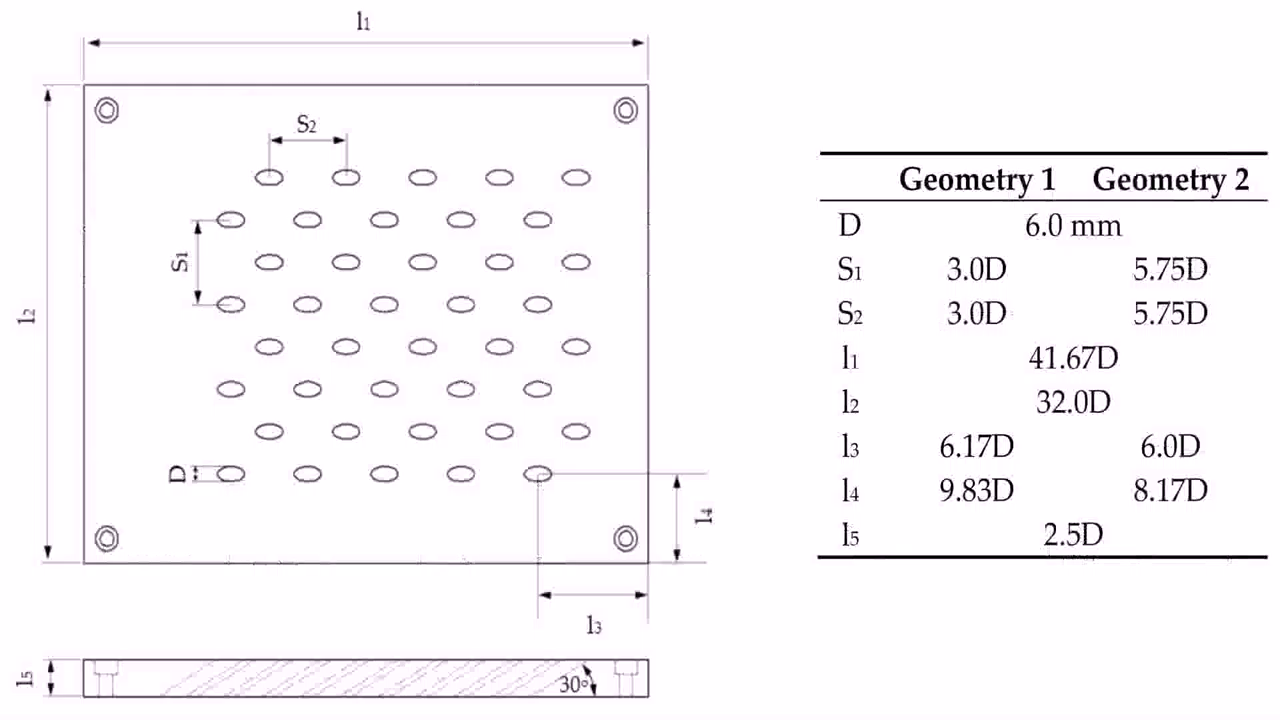 l1
S2
S1
l2
D
l4
l3
l5
30°
Geometry 1 Geometry 2
D 6.0 mm
S1 3.0D 5.75D
S2 3.0D 5.75D
l1 41.67D
l2 32.0D
l3 6.17D 6.0D
l4 9.83D 8.17D
l5 2.5D